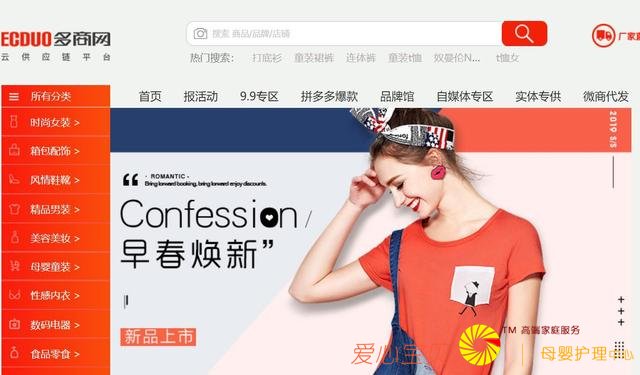 ECDUO多商网
云供应链平台
搜索 商品/品牌/店铺
厂家直
热门搜索: 打底衫 童装裙裤 连体裤 童装t恤 奴曼伦N... t恤女
所有分类
首页 报活动 9.9专区 拼多多爆款 品牌馆 自媒体专区 实体专供 微商代发
时尚女装 >
箱包配饰 >
风情鞋靴 >
精品男装 >
美容美妆 >
母婴童装 >
性感内衣 >
数码电器 >
食品零食 >
2019 S/S
“ · ROMANTIC ·
Bring forward booking, bring forward enjoy discounts.
Confession /
早春焕新”
新品上市
爱心宝贝
TM 高端家庭服务
母婴护理中心